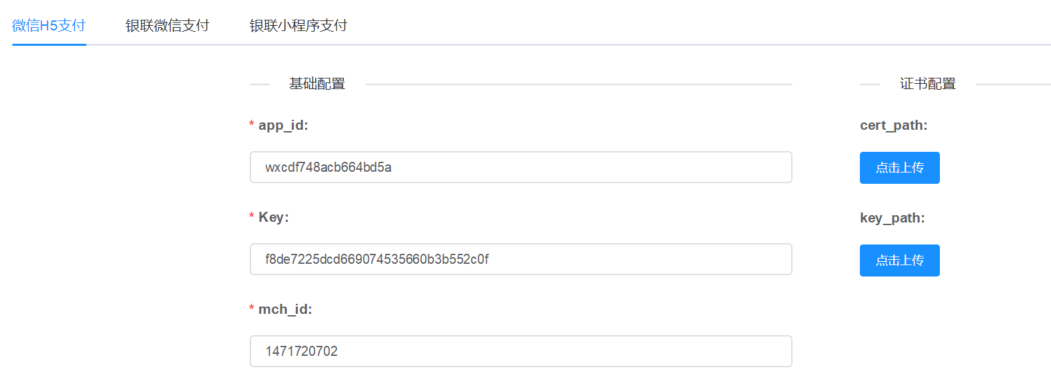 微信H5支付 银联微信支付 银联小程序支付
基础配置
* app_id:
wxcdf748acb664bd5a
* Key:
f8de7225dcd669074535660b3b552c0f
* mch_id:
1471720702
证书配置
cert_path:
点击上传
key_path:
点击上传